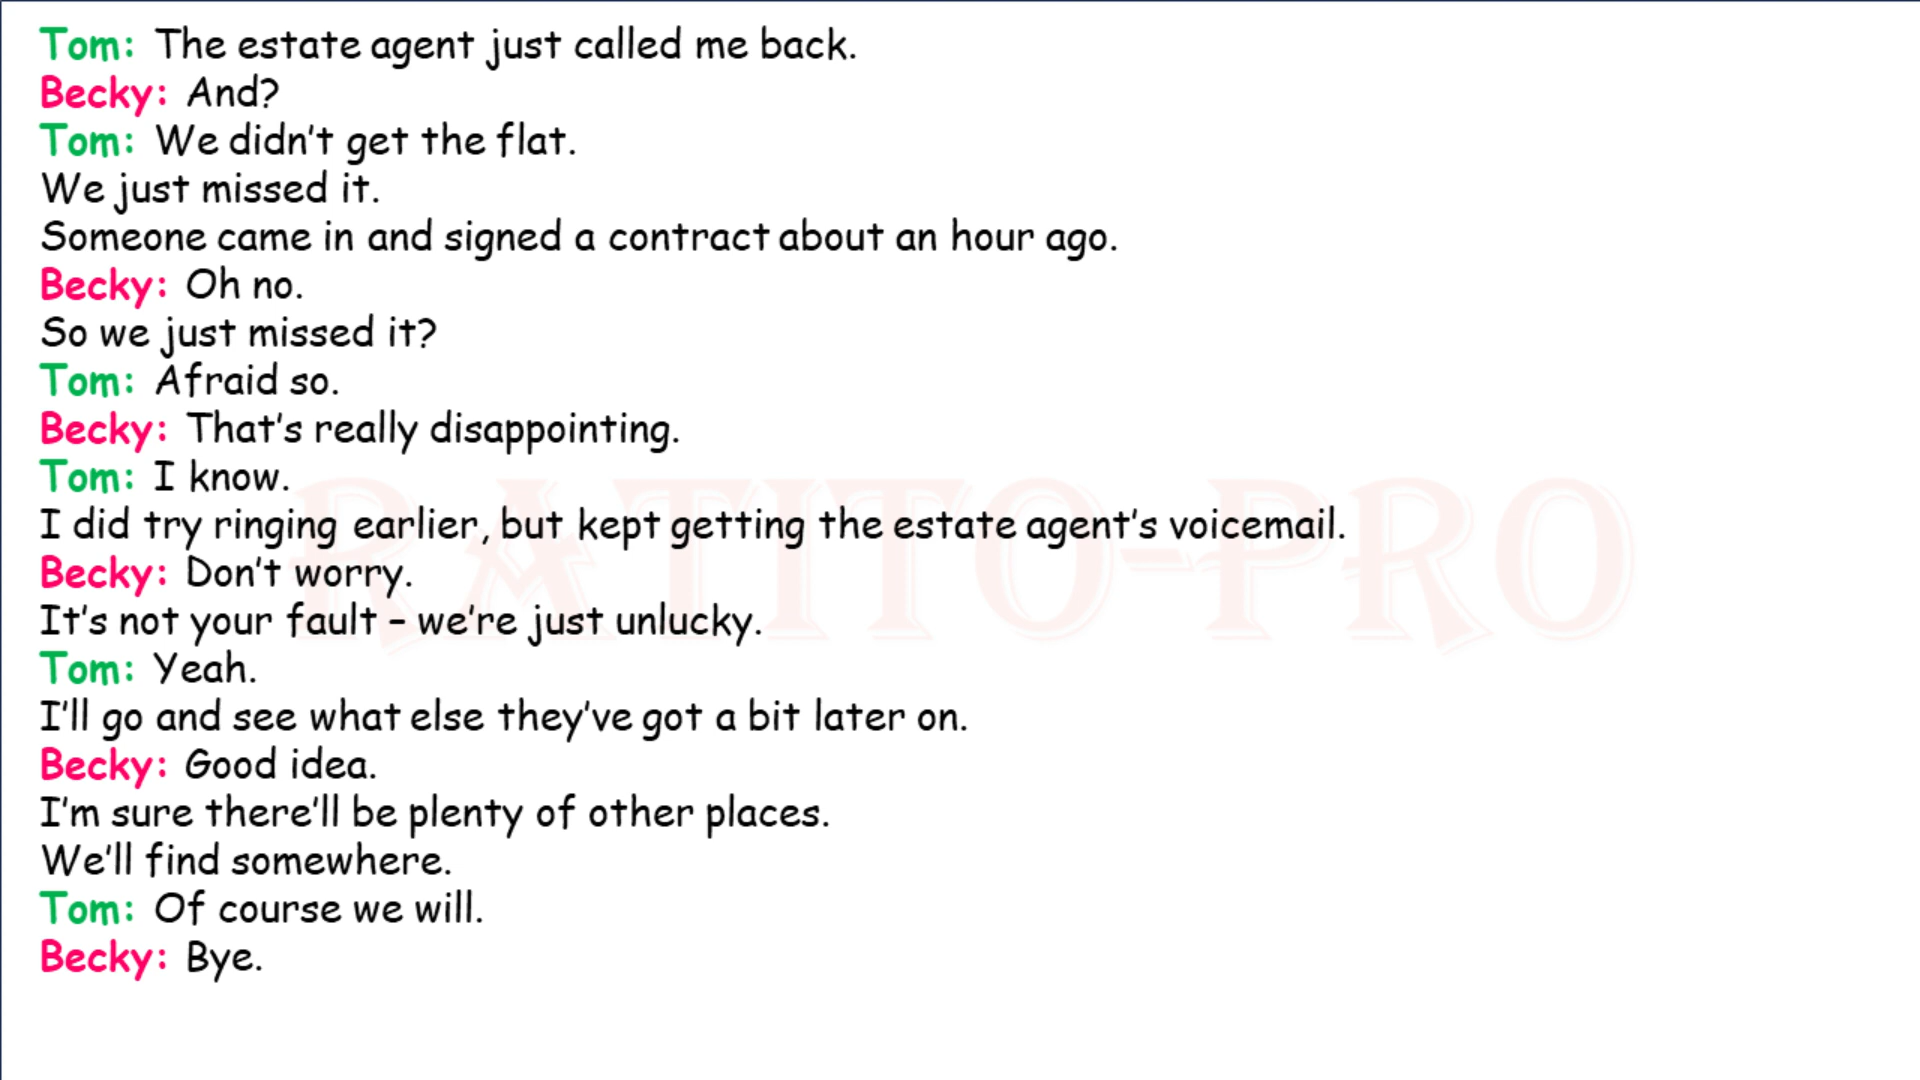 Tom: The estate agent just called me back.
Becky: And?
Tom: We didn't get the flat.
We just missed it.
Someone came in and signed a contract about an hour ago.
Becky: Oh no.
So we just missed it?
Tom: Afraid so.
Becky: That's really disappointing.
Tom: I know.
I did try ringing earlier, but kept getting the estate agent's voicemail.
Becky: Don't worry.
It's not your fault – we're just unlucky.
Tom: Yeah.
I'll go and see what else they've got a bit later on.
Becky: Good idea.
I'm sure there'll be plenty of other places.
We'll find somewhere.
Tom: Of course we will.
Becky: Bye.
RATITO-PRO